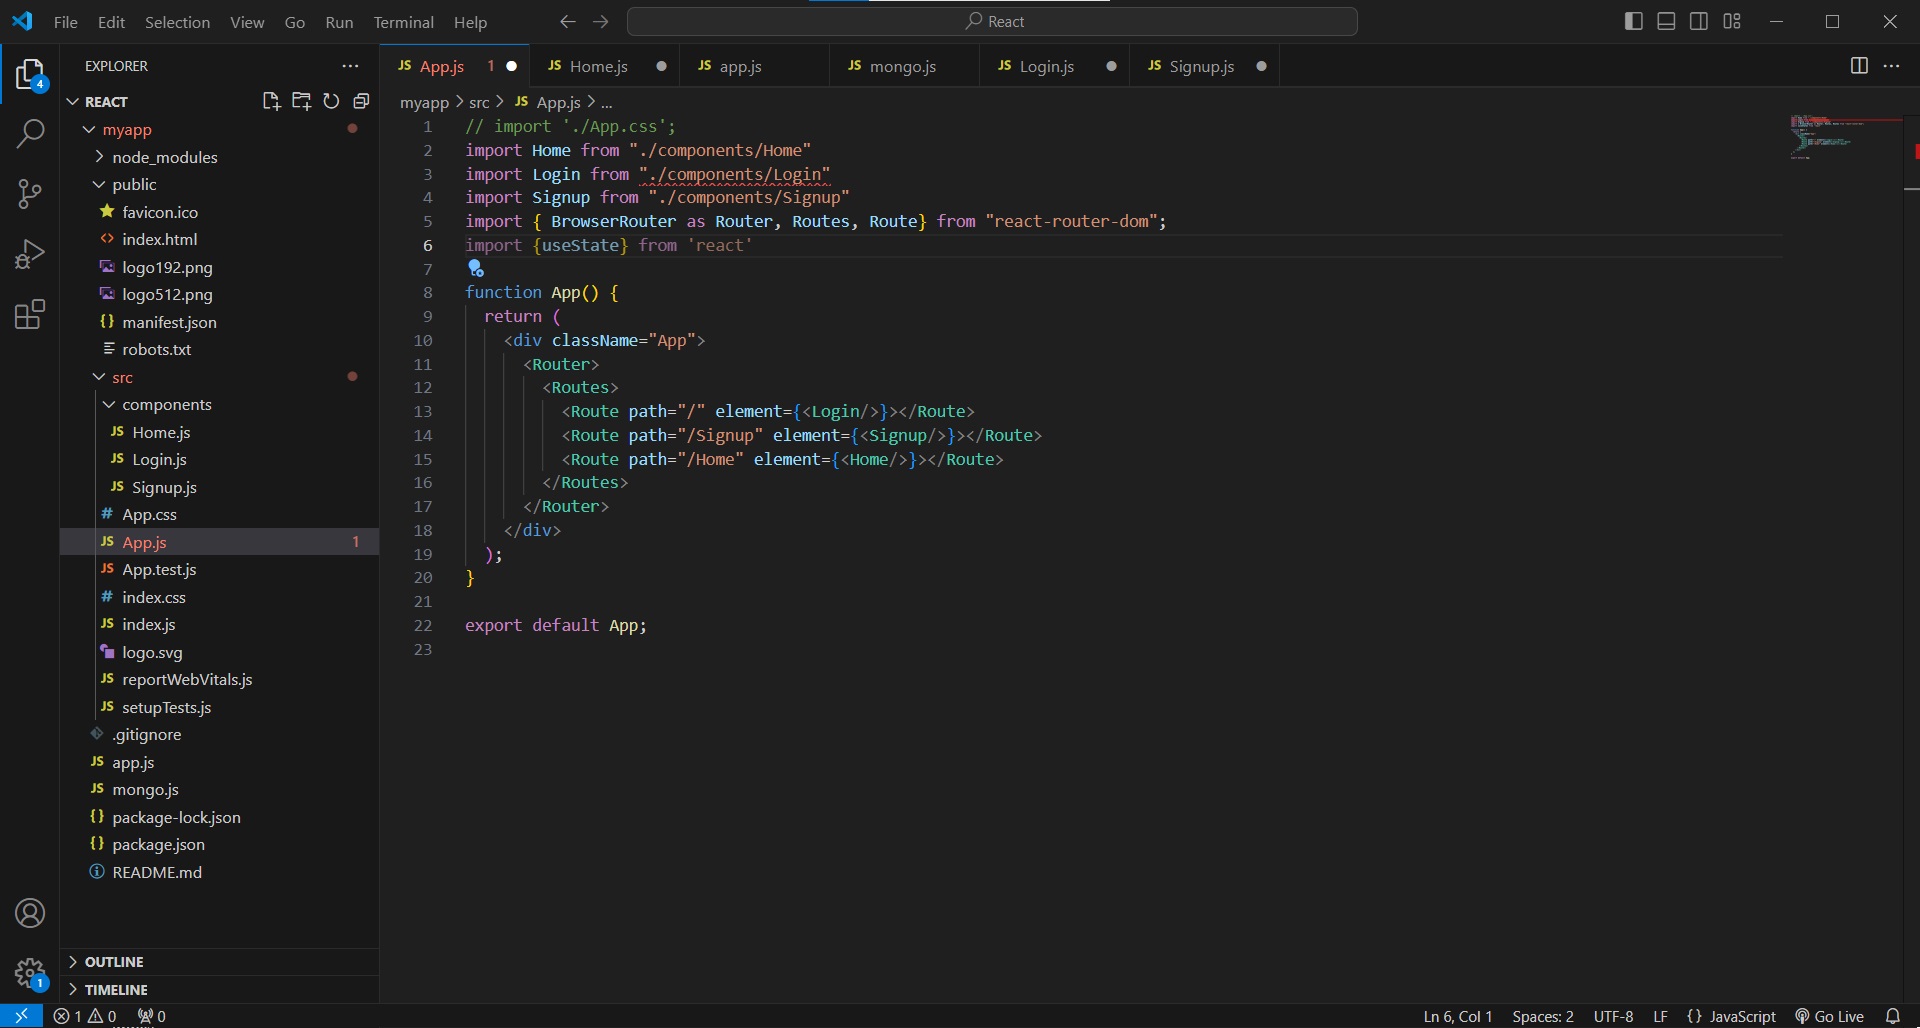 File Edit Selection View Go Run Terminal Help
React
EXPLORER
REACT
myapp
node_modules
public
favicon.ico
index.html
logo192.png
logo512.png
manifest.json
robots.txt
src
components
Home.js
Login.js
Signup.js
App.css
App.js 1
App.test.js
index.css
index.js
logo.svg
reportWebVitals.js
setupTests.js
.gitignore
app.js
mongo.js
package-lock.json
package.json
README.md
OUTLINE
TIMELINE
4
1
JS App.js 1 JS Home.js JS app.js JS mongo.js JS Login.js JS Signup.js
myapp > src > JS App.js > ...
1 // import './App.css';
2 import Home from "./components/Home"
3 import Login from "./components/Login"
4 import Signup from "./components/Signup"
5 import { BrowserRouter as Router, Routes, Route} from "react-router-dom";
6 import {useState} from 'react'
7
8 function App() {
9 return (
10 <div className="App">
11 <Router>
12 <Routes>
13 <Route path="/" element={<Login/>}></Route>
14 <Route path="/Signup" element={<Signup/>}></Route>
15 <Route path="/Home" element={<Home/>}></Route>
16 </Routes>
17 </Router>
18 </div>
19 );
20 }
21
22 export default App;
23
1 0 0 Ln 6, Col 1 Spaces: 2 UTF-8 LF {} JavaScript Go Live